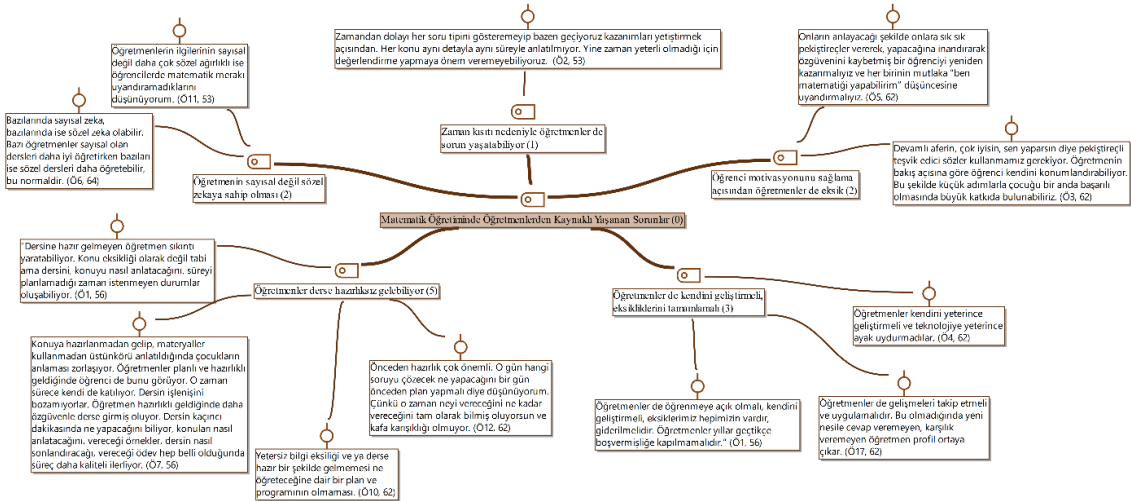 Öğretmenlerin ilgilerinin sayısal
değil daha çok sözel ağırlıklı ise
öğrencilerde matematik merakı
uyandıramadıklarını
düşünüyorum. (Ö11, 53)
Zamandan dolayı her soru tipini gösteremeyip bazen geçiyoruz kazanımları yetiştirmek
açısından. Her konu aynı detayla aynı süreyle anlatılmıyor. Yine zaman yeterli olmadığı için
değerlendirme yapmaya önem veremeyebiliyoruz. (Ö2, 53)
Onların anlayacağı şekilde onlara sık sık
pekiştireçler vererek, yapacağına inandırarak
özgüvenini kaybetmiş bir öğrenciyi yeniden
kazanmalıyız ve her birinin mutlaka "ben
matematiği yapabilirim" düşüncesine
uyandırmalıyız. (Ö5, 62)
Bazılarında sayısal zeka,
bazılarında ise sözel zeka olabilir.
Bazı öğretmenler sayısal olan
dersleri daha iyi öğretirken bazıları
ise sözel dersleri daha öğretebilir,
bu normaldir. (Ö6, 64)
Zaman kısıtı nedeniyle öğretmenler de
sorun yaşatabiliyor (1)
Devamlı aferin, çok iyisin, sen yaparsın diye pekiştireçli
teşvik edici sözler kullanmamız gerekiyor. Öğretmenin
bakış açısına göre öğrenci kendini konumlandırabiliyor.
Bu şekilde küçük adımlarla çocuğu bir anda başarılı
olmasında büyük katkıda bulunabiliriz. (Ö3, 62)
Öğretmenin sayısal değil sözel
zekaya sahip olması (2)
Öğrenci motivasyonunu sağlama
açısından öğretmenler de eksik (2)
Matematik Öğretiminde Öğretmenlerden Kaynaklı Yaşanan Sorunlar (0)
"Dersine hazır gelmeyen öğretmen sıkıntı
yaratabiliyor. Konu eksikliği olarak değil tabi
ama dersini, konuyu nasıl anlatacağını. süreyi
planlamadığı zaman istenmeyen durumlar
oluşabiliyor. (Ö1, 56)
Öğretmenler derse hazırlıksız gelebiliyor (5)
Öğretmenler de kendini geliştirmeli,
eksikliklerini tamamlamalı (3)
Öğretmenler kendini yeterince
geliştirmeli ve teknolojiye yeterince
ayak uydurmadılar. (Ö4, 62)
Konuya hazırlanmadan gelip, materyaller
kullanmadan üstünkörü anlatıldığında çocukların
anlaması zorlaşıyor. Öğretmenler planlı ve hazırlıklı
geldiğinde öğrenci de bunu görüyor. O zaman
sürece kendi de katılıyor. Dersin işlenişini
bozamıyorlar. Öğretmen hazırlıklı geldiğinde daha
özgüvenle derse girmiş oluyor. Dersin kaçıncı
dakikasında ne yapacağını biliyor, konuları nasıl
anlatacağını. vereceği örnekler, dersin nasıl
sonlandıracağı, vereceği ödev hep belli olduğunda
süreç daha kaliteli ilerliyor. (Ö7, 56)
Önceden hazırlık çok önemli. O gün hangi
soruyu çözecek ne yapacağını bir gün
önceden plan yapmalı diye düşünüyorum.
Çünkü o zaman neyi vereceğini ne kadar
vereceğini tam olarak bilmiş oluyorsun ve
kafa karışıklığı olmuyor. (Ö12, 62)
Yetersiz bilgi eksiliği ve ya derse
hazır bir şekilde gelmemesi ne
öğreteceğine dair bir plan ve
programının olmaması. (Ö10, 62)
Öğretmenler de öğrenmeye açık olmalı, kendini
geliştirmeli, eksiklerimiz hepimizin vardır,
giderilmelidir. Öğretmenler yıllar geçtikçe
boşvermişliğe kapılmamalıdır." (Ö1, 56)
Öğretmenler de gelişmeleri takip etmeli
ve uygulamalıdır. Bu olmadığında yeni
nesile cevap veremeyen, karşılık
veremeyen öğretmen profil ortaya
çıkar. (Ö17, 62)